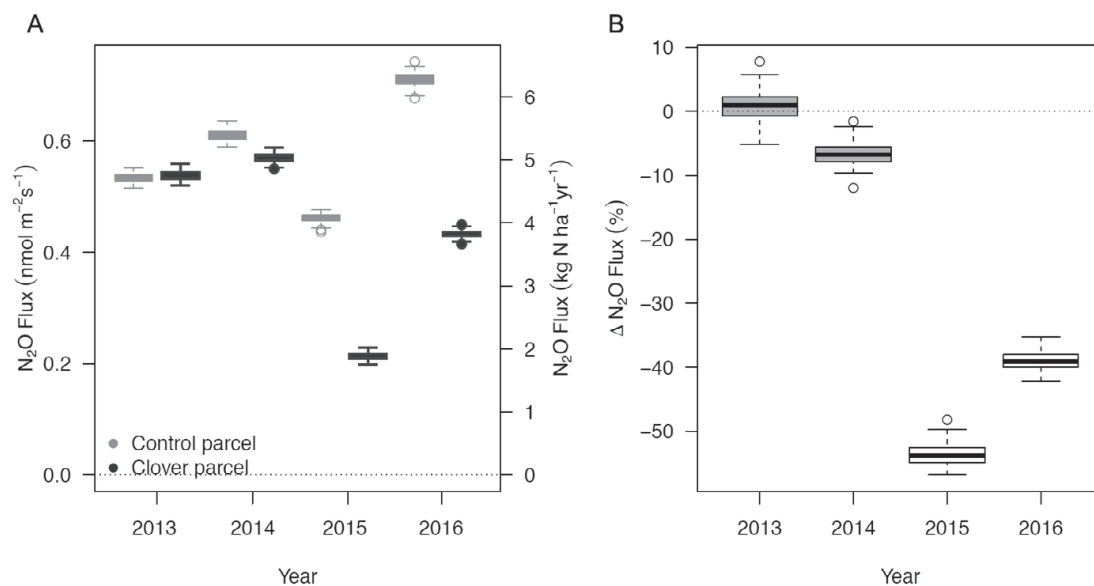 A
N₂O Flux (nmol m⁻²s⁻¹)
0.6
0.4
0.2
0.0
Control parcel
Clover parcel
2013
2014
2015
2016
Year
6
5
4
3
2
1
0
N₂O Flux (kg N ha⁻¹yr⁻¹)
B
Δ N₂O Flux (%)
10
0
−10
−20
−30
−40
−50
2013
2014
2015
2016
Year